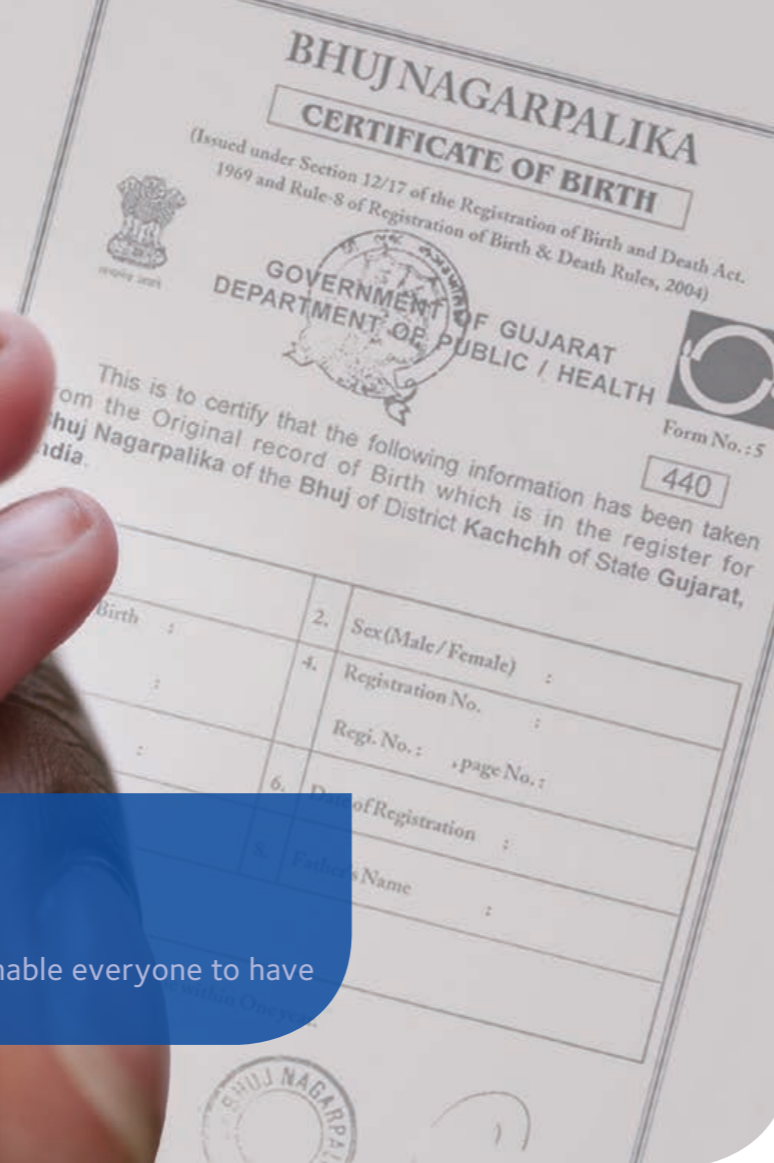 BHUJ NAGARPALIKA
CERTIFICATE OF BIRTH
(Issued under Section 12/17 of the Registration of Birth and Death Act.
1969 and Rule-8 of Registration of Birth & Death Rules, 2004)
GOVERNMENT OF GUJARAT
DEPARTMENT OF PUBLIC / HEALTH
Form No. : 5
440
This is to certify that the following information has been taken
om the Original record of Birth which is in the register for
huj Nagarpalika of the Bhuj of District Kachchh of State Gujarat,
ndia.
2. Sex (Male / Female) :
Birth :
4. Registration No. :
:
Regi. No. : , page No. :
:
6. Date of Registration :
8. Father's Name :
nable everyone to have
within One year.
BHUJ NAGARPALI